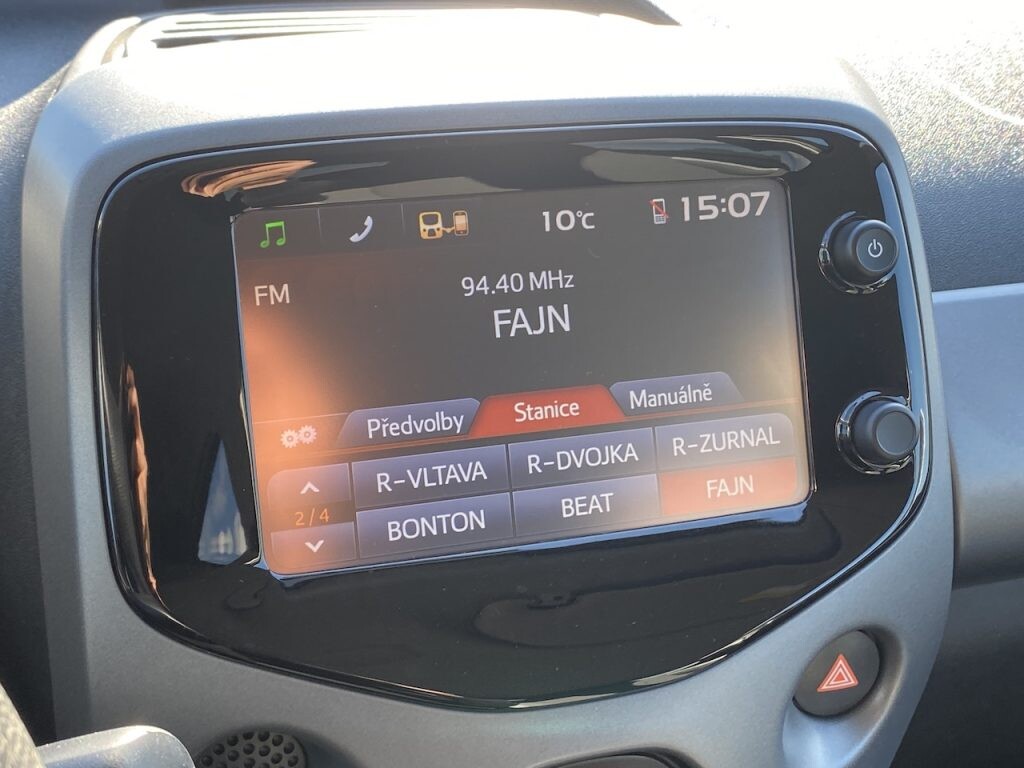 10°C 15:07
FM
94.40 MHz
FAJN
Předvolby Stanice Manuálně
R-VLTAVA R-DVOJKA R-ZURNAL
2/4
BONTON BEAT FAJN